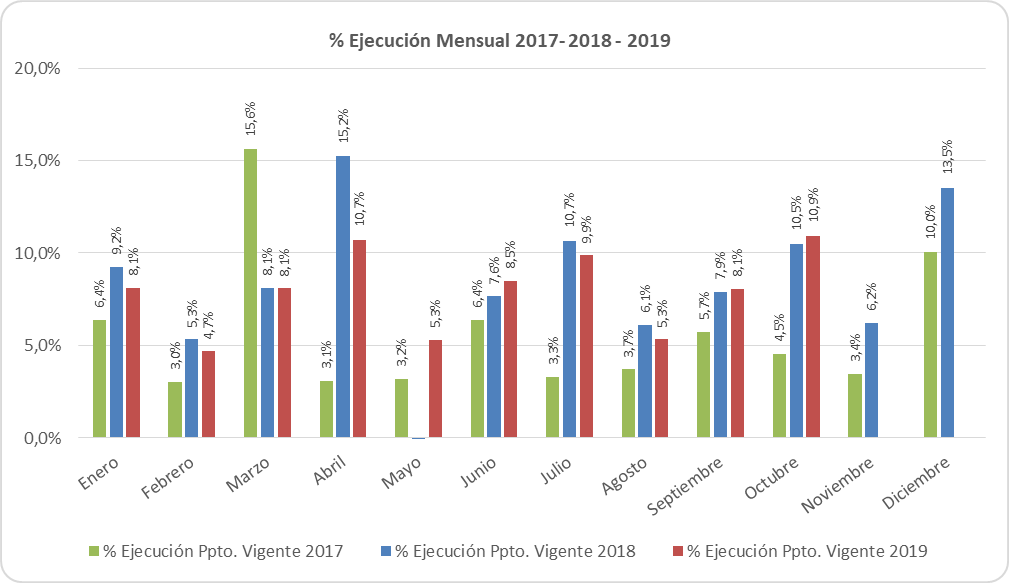 % Ejecución Mensual 2017- 2018 - 2019
20,0%
15,0%
10,0%
5,0%
0,0%
6,4%
9,2%
8,1%
3,0%
5,3%
4,7%
15,6%
8,1%
8,1%
3,1%
15,2%
10,7%
3,2%
5,3%
6,4%
7,6%
8,5%
3,3%
10,7%
9,9%
3,7%
6,1%
5,3%
5,7%
7,9%
8,1%
4,5%
10,5%
10,9%
3,4%
6,2%
10,0%
13,5%
Enero
Febrero
Marzo
Abril
Mayo
Junio
Julio
Agosto
Septiembre
Octubre
Noviembre
Diciembre
% Ejecución Ppto. Vigente 2017
% Ejecución Ppto. Vigente 2018
% Ejecución Ppto. Vigente 2019